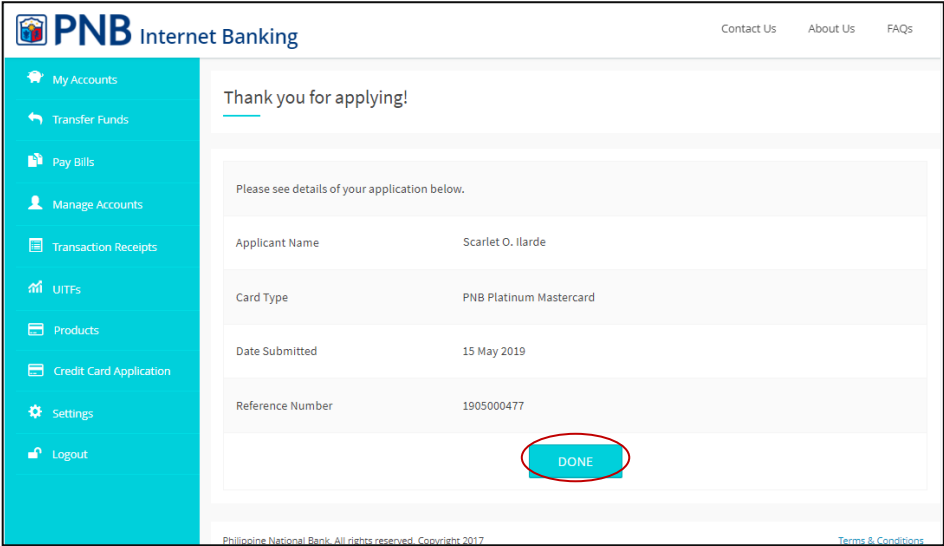 PNB Internet Banking
Contact Us About Us FAQs
My Accounts
Transfer Funds
Pay Bills
Manage Accounts
Transaction Receipts
UITFs
Products
Credit Card Application
Settings
Logout
Thank you for applying!
Please see details of your application below.
Applicant Name Scarlet O. Ilarde
Card Type PNB Platinum Mastercard
Date Submitted 15 May 2019
Reference Number 1905000477
DONE
Philippine National Bank. All rights reserved. Copyright 2017 Terms & Conditions